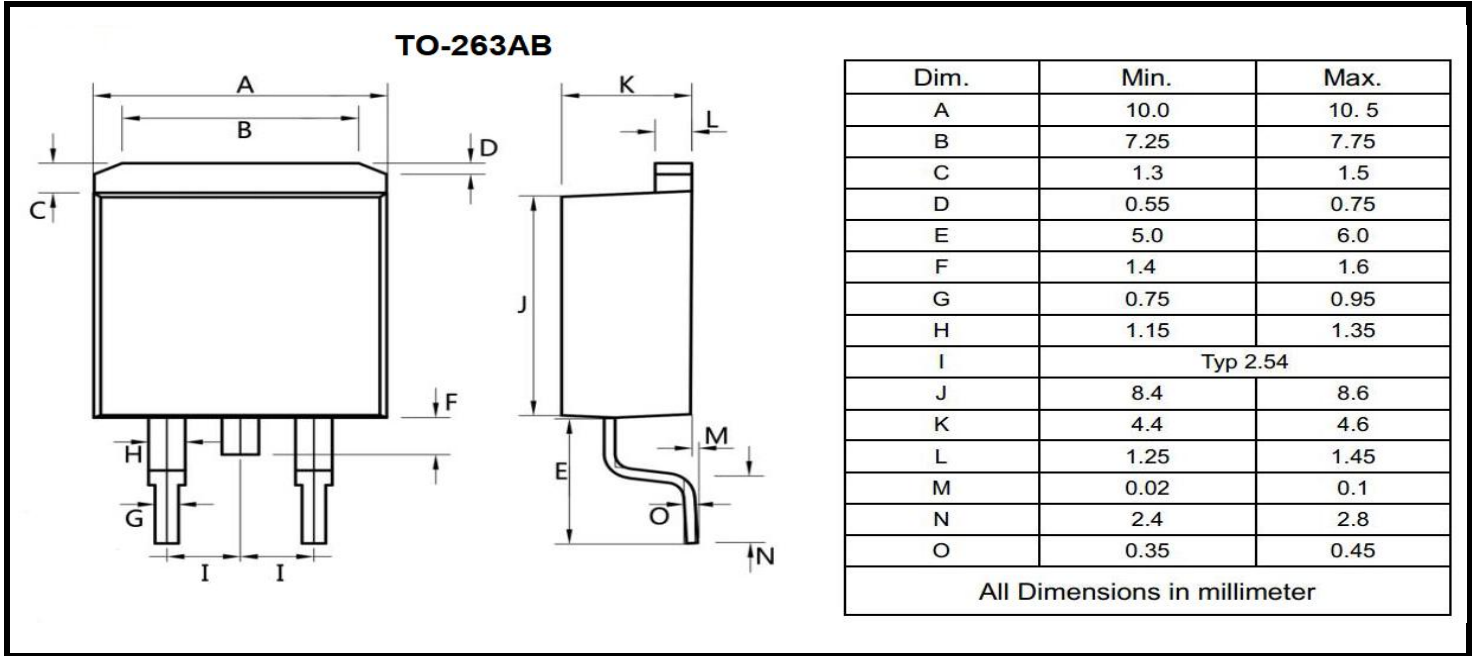 TO-263AB
A
B
C
D
E
F
G
H
I I
J
K
L
M
N
O
Dim. Min. Max.
A 10.0 10. 5
B 7.25 7.75
C 1.3 1.5
D 0.55 0.75
E 5.0 6.0
F 1.4 1.6
G 0.75 0.95
H 1.15 1.35
I Typ 2.54
J 8.4 8.6
K 4.4 4.6
L 1.25 1.45
M 0.02 0.1
N 2.4 2.8
O 0.35 0.45
All Dimensions in millimeter